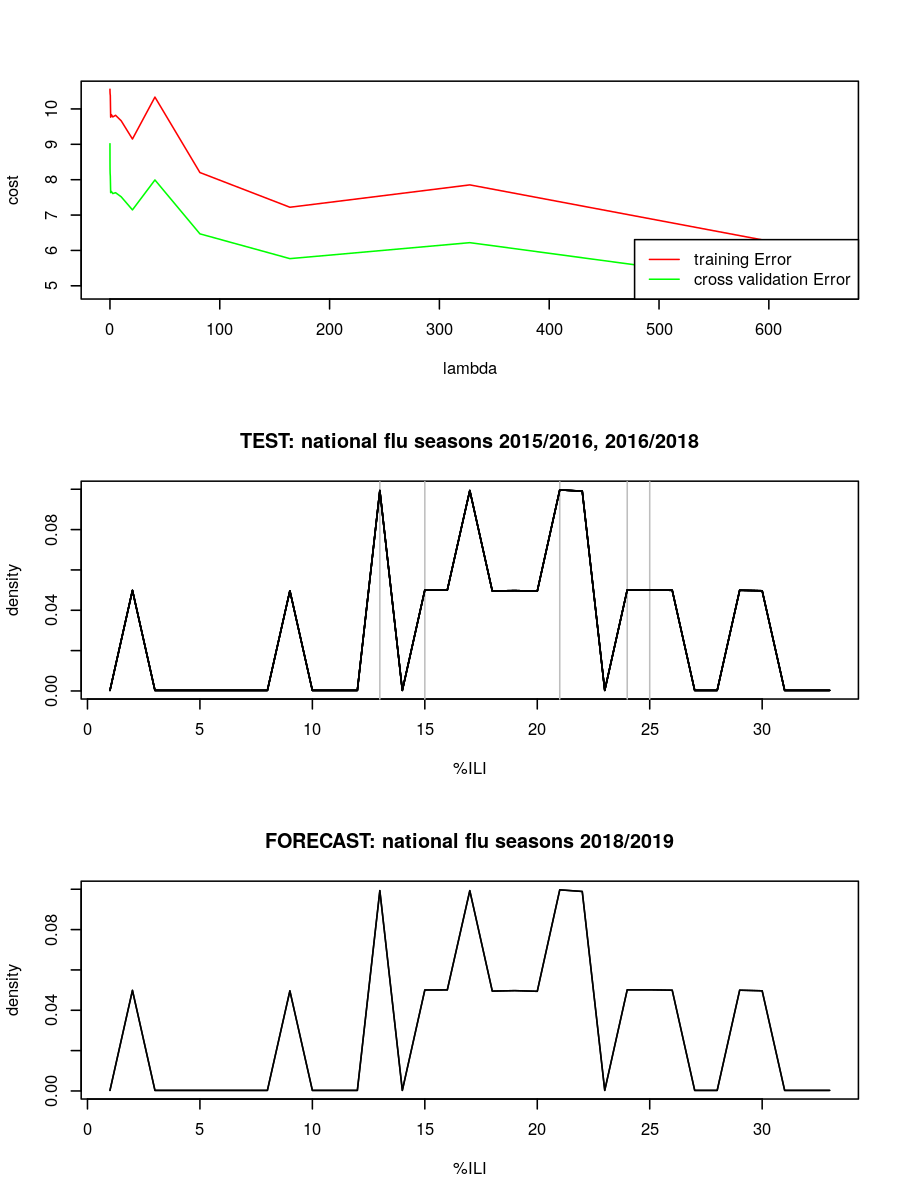 10
9
8
7
6
5
cost
training Error
cross validation Error
0 100 200 300 400 500 600
lambda
TEST: national flu seasons 2015/2016, 2016/2018
0.08
0.04
0.00
density
0 5 10 15 20 25 30
%ILI
FORECAST: national flu seasons 2018/2019
0.08
0.04
0.00
density
0 5 10 15 20 25 30
%ILI